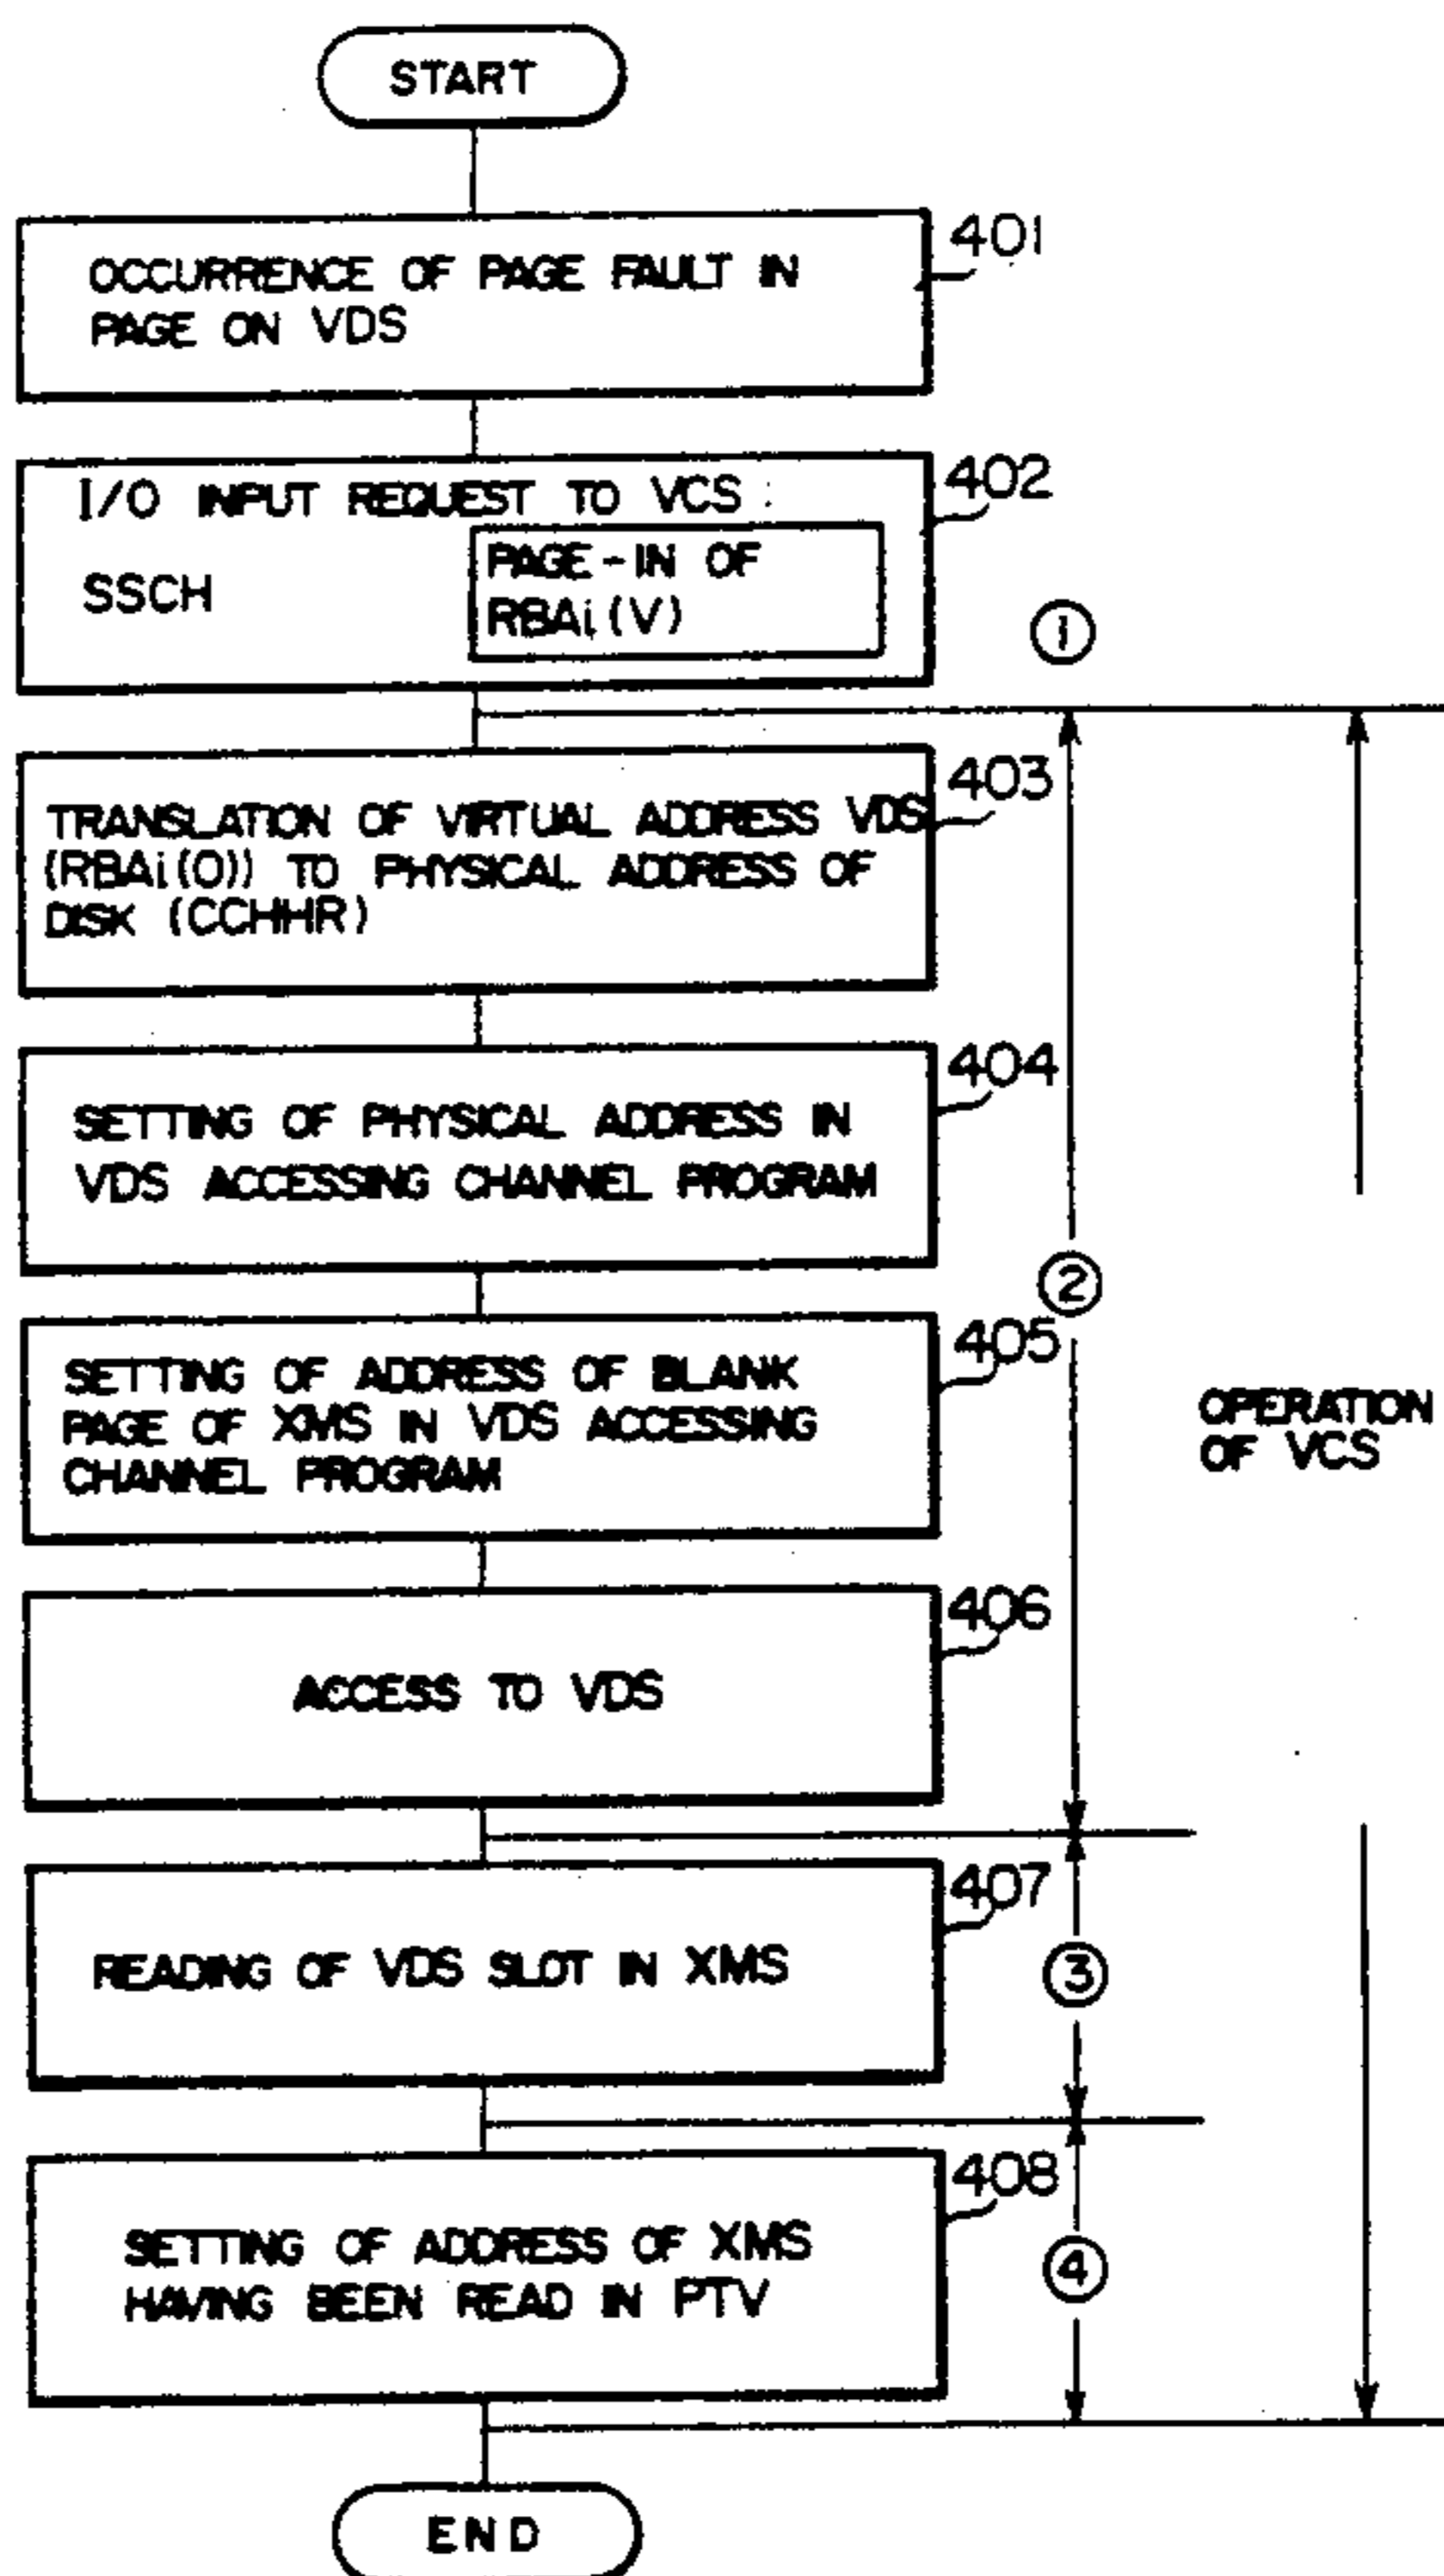 START
401
OCCURRENCE OF PAGE FAULT IN
PAGE ON VDS
402
I/O INPUT REQUEST TO VCS :
SSCH
PAGE-IN OF
RBAi(V)
①
403
TRANSLATION OF VIRTUAL ADDRESS VDS
(RBAi(0)) TO PHYSICAL ADDRESS OF
DISK (CCHHR)
404
SETTING OF PHYSICAL ADDRESS IN
VDS ACCESSING CHANNEL PROGRAM
②
405
SETTING OF ADDRESS OF BLANK
PAGE OF XMS IN VDS ACCESSING
CHANNEL PROGRAM
OPERATION
OF VCS
406
ACCESS TO VDS
407
READING OF VDS SLOT IN XMS
③
408
SETTING OF ADDRESS OF XMS
HAVING BEEN READ IN PTV
④
END